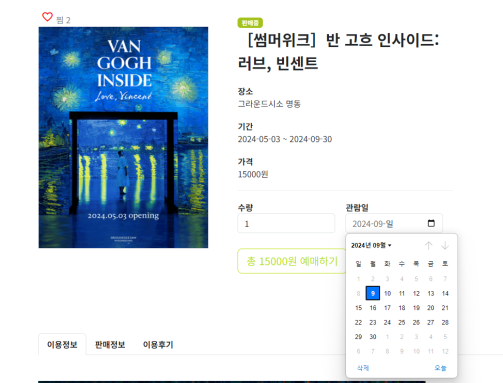 찜 2
VAN
GOGH
INSIDE
Love, Vincent
2024.05.03 opening
판매중
[썸머위크] 반 고흐 인사이드:
러브, 빈센트
장소
그라운드시소 명동
기간
2024-05-03 ~ 2024-09-30
가격
15000원
수량
관람일
1
2024-09-일
총 15000원 예매하기
2024년 09월
일 월 화 수 목 금 토
1 2 3 4 5 6 7
8 9 10 11 12 13 14
15 16 17 18 19 20 21
22 23 24 25 26 27 28
29 30 1 2 3 4 5
6 7 8 9 10 11 12
삭제
오늘
이용정보
판매정보
이용후기